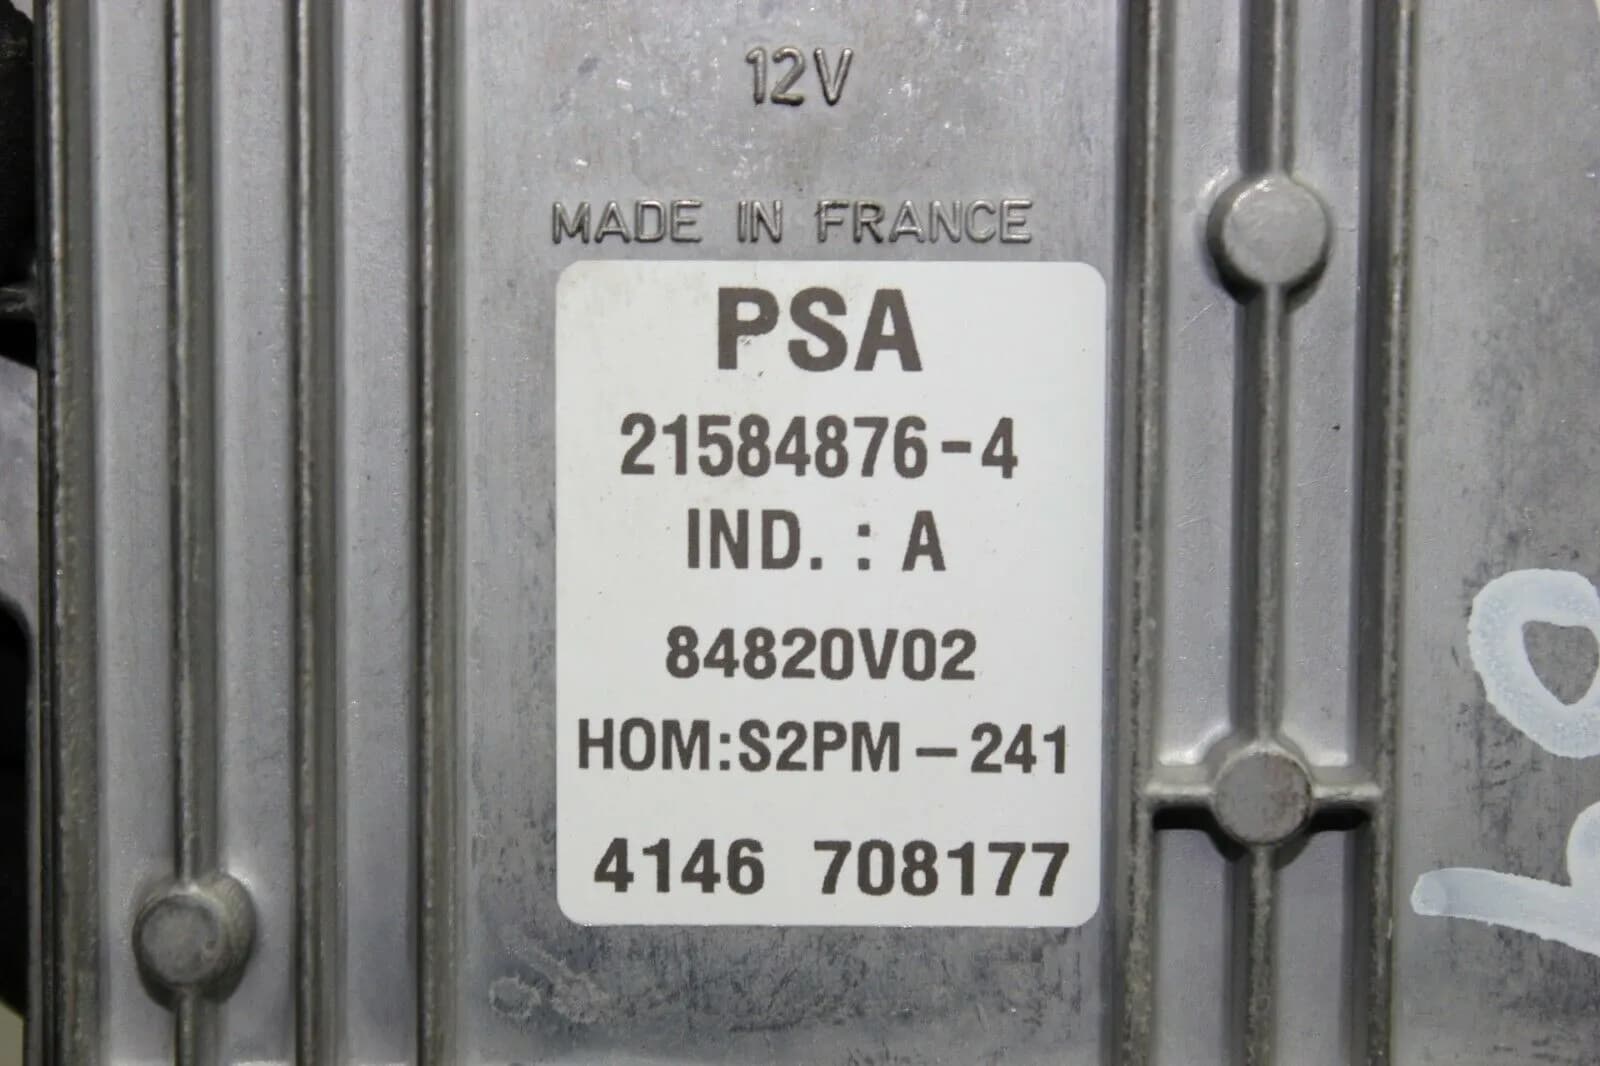 12V
MADE IN FRANCE
PSA
21584876-4
IND. : A
84820V02
HOM:S2PM-241
4146 708177